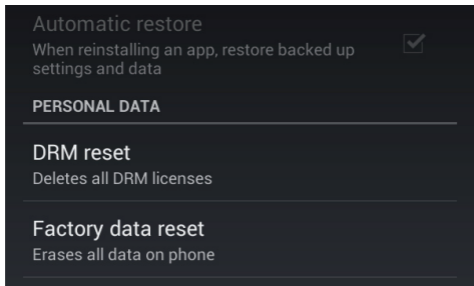 Automatic restore
When reinstalling an app, restore backed up
settings and data
PERSONAL DATA
DRM reset
Deletes all DRM licenses
Factory data reset
Erases all data on phone